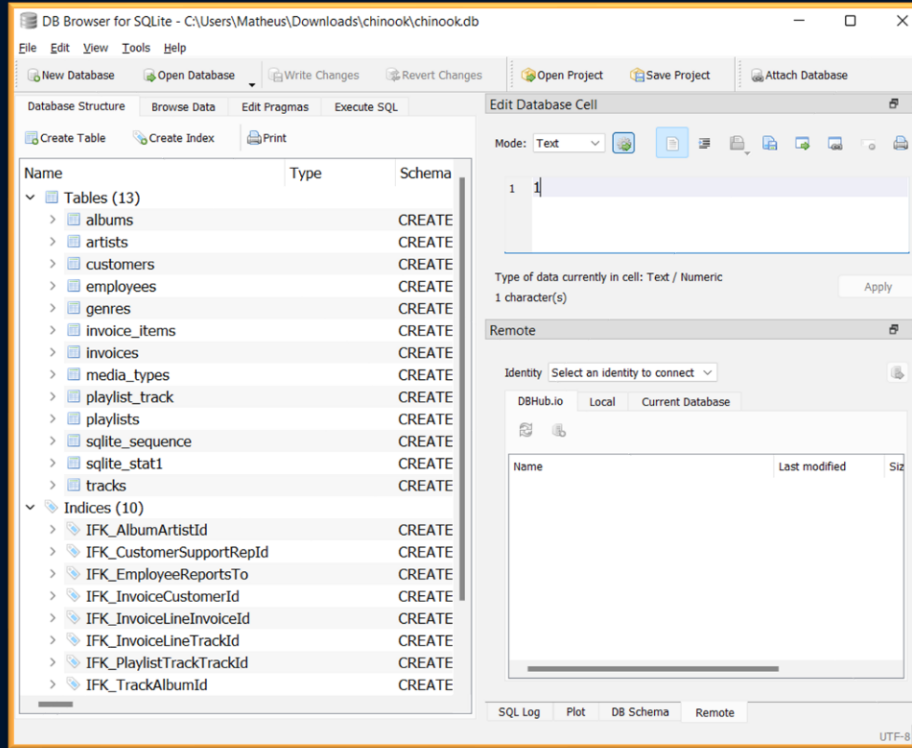 DB Browser for SQLite - C:\Users\Matheus\Downloads\chinook\chinook.db
File Edit View Tools Help
New Database Open Database Write Changes Revert Changes Open Project Save Project Attach Database
Database Structure Browse Data Edit Pragmas Execute SQL
Create Table Create Index Print
Name Type Schema
Tables (13)
albums CREATE
artists CREATE
customers CREATE
employees CREATE
genres CREATE
invoice_items CREATE
invoices CREATE
media_types CREATE
playlist_track CREATE
playlists CREATE
sqlite_sequence CREATE
sqlite_stat1 CREATE
tracks CREATE
Indices (10)
IFK_AlbumArtistId CREATE
IFK_CustomerSupportRepId CREATE
IFK_EmployeeReportsTo CREATE
IFK_InvoiceCustomerId CREATE
IFK_InvoiceLineInvoiceId CREATE
IFK_InvoiceLineTrackId CREATE
IFK_PlaylistTrackTrackId CREATE
IFK_TrackAlbumId CREATE
Edit Database Cell
Mode: Text
1 1
Type of data currently in cell: Text / Numeric
1 character(s)
Apply
Remote
Identity Select an identity to connect
DBHub.io Local Current Database
Name Last modified Siz
SQL Log Plot DB Schema Remote
UTF-8